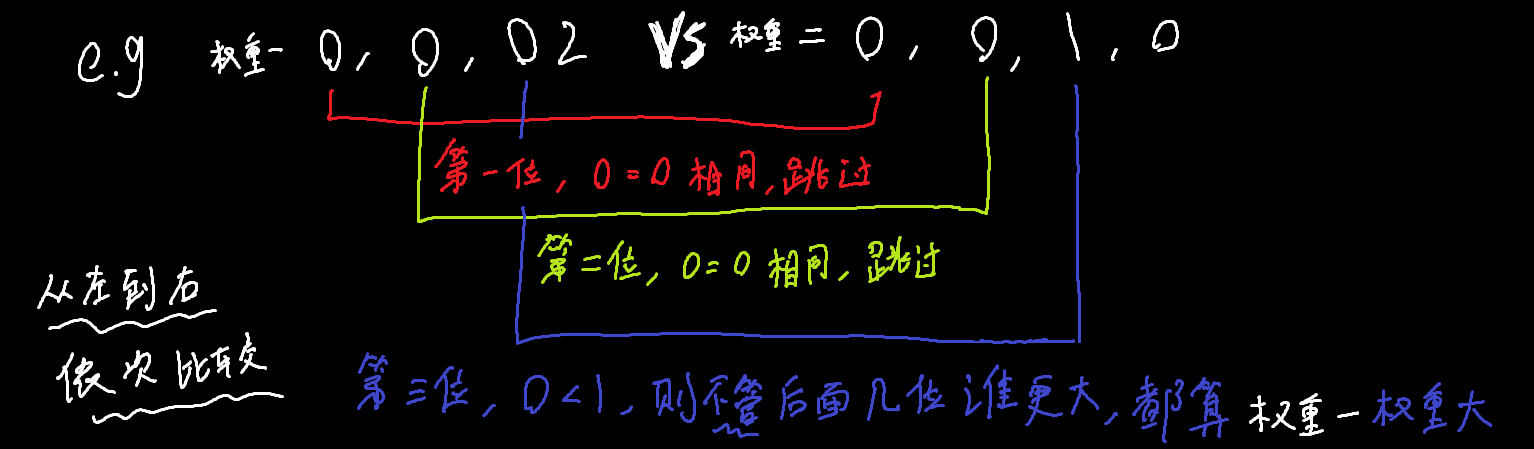 e.g 权重一 0, 0, 0 2 VS 权重二 0, 0, 1, 0
第一位, 0=0 相同, 跳过
第二位, 0=0 相同, 跳过
从左到右
依次比较
第三位, 0<1, 则不管后面几位谁更大, 都算 权重一权重大